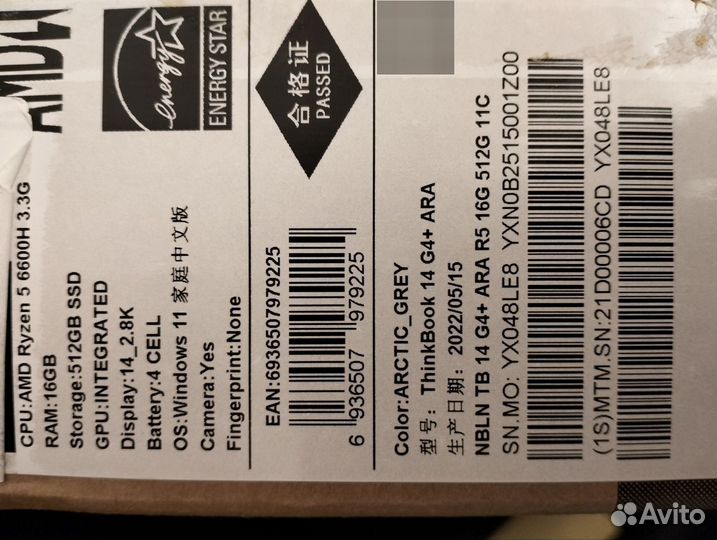 AMD
energy
ENERGY STAR
合格证
PASSED
CPU:AMD Ryzen 5 6600H 3.3G
RAM:16GB
Storage:512GB SSD
GPU:INTEGRATED
Display:14_2.8K
Battery:4 CELL
OS:Windows 11 家庭中文版
Camera:Yes
Fingerprint:None
EAN:6936507979225
6 936507 979225
Color:ARCTIC_GREY
型号: ThinkBook 14 G4+ ARA
生产日期: 2022/05/15
NBLN TB 14 G4+ ARA R5 16G 512G 11C
SN.MO: YX048LE8 YXN0B2515001Z00
(1S)MTM.SN:21D00006CD YX048LE8
Avito